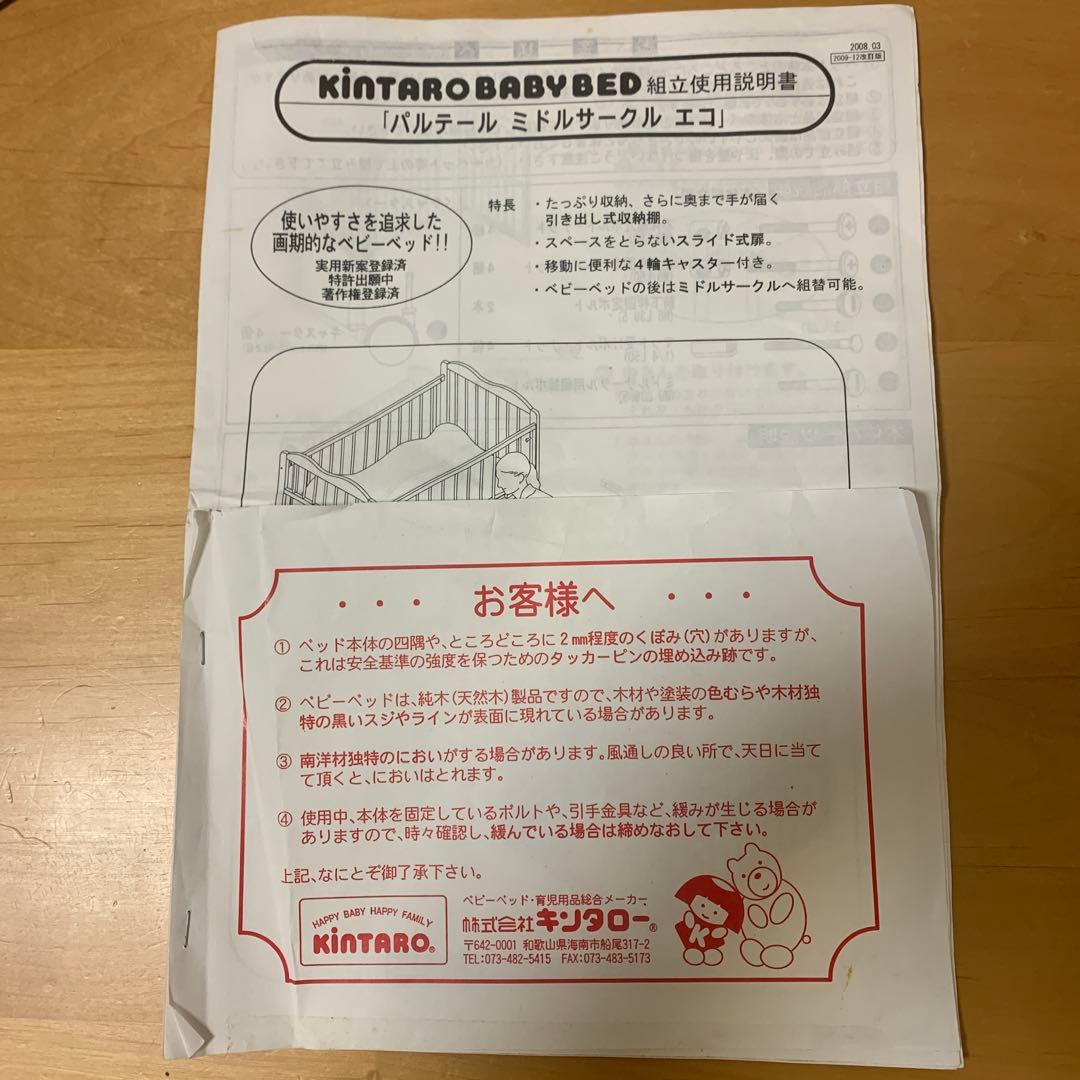 2008.03
2009-12改訂版
KiNTARO BABY BED 組立使用説明書
「パルテール ミドルサークル エコ」
使いやすさを追求した
画期的なベビーベッド!!
実用新案登録済
特許出願中
著作権登録済
特長 ・たっぷり収納、さらに奥まで手が届く
引き出し式収納棚。
・スペースをとらないスライド式扉。
・移動に便利な4輪キャスター付き。
・ベビーベッドの後はミドルサークルへ組替可能。
・・・ お客様へ ・・・
① ベッド本体の四隅や、ところどころに2㎜程度のくぼみ(穴)がありますが、
これは安全基準の強度を保つためのタッカーピンの埋め込み跡です。
② ベビーベッドは、純木(天然木)製品ですので、木材や塗装の色むらや木材独
特の黒いスジやラインが表面に現れている場合があります。
③ 南洋材独特のにおいがする場合があります。風通しの良い所で、天日に当て
て頂くと、においはとれます。
④ 使用中、本体を固定しているボルトや、引手金具など、緩みが生じる場合が
ありますので、時々確認し、緩んでいる場合は締めなおして下さい。
上記、なにとぞ御了承下さい。
HAPPY BABY HAPPY FAMILY
KiNTARO®
ベビーベッド・育児用品総合メーカー
株式会社キンタロー®
〒642-0001 和歌山県海南市船尾317-2
TEL:073-482-5415 FAX:073-483-5173
K